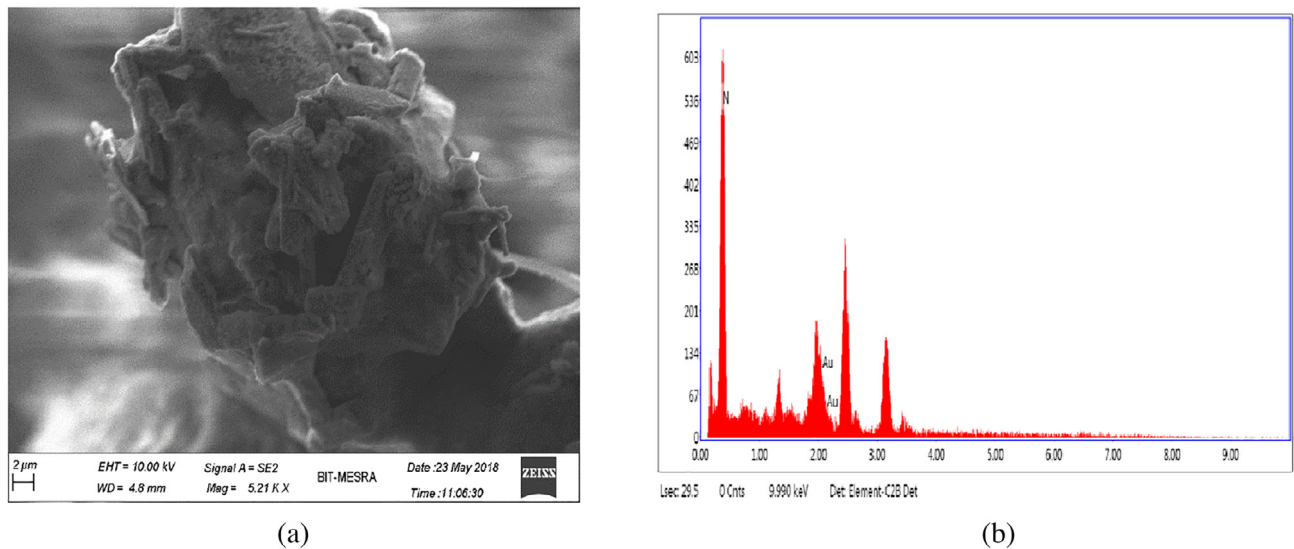 2 μm
EHT = 10.00 kV Signal A = SE2 BIT-MESRA Date :23 May 2018 ZEISS
WD = 4.8 mm Mag = 5.21 K X Time :11:06:30
(a)
603
536
469
402
335
268
201
134
67
0
N
Au
Au
0.00 1.00 2.00 3.00 4.00 5.00 6.00 7.00 8.00 9.00
Lsec: 29.5 0 Cnts 9.990 keV Det: Element-C2B Det
(b)